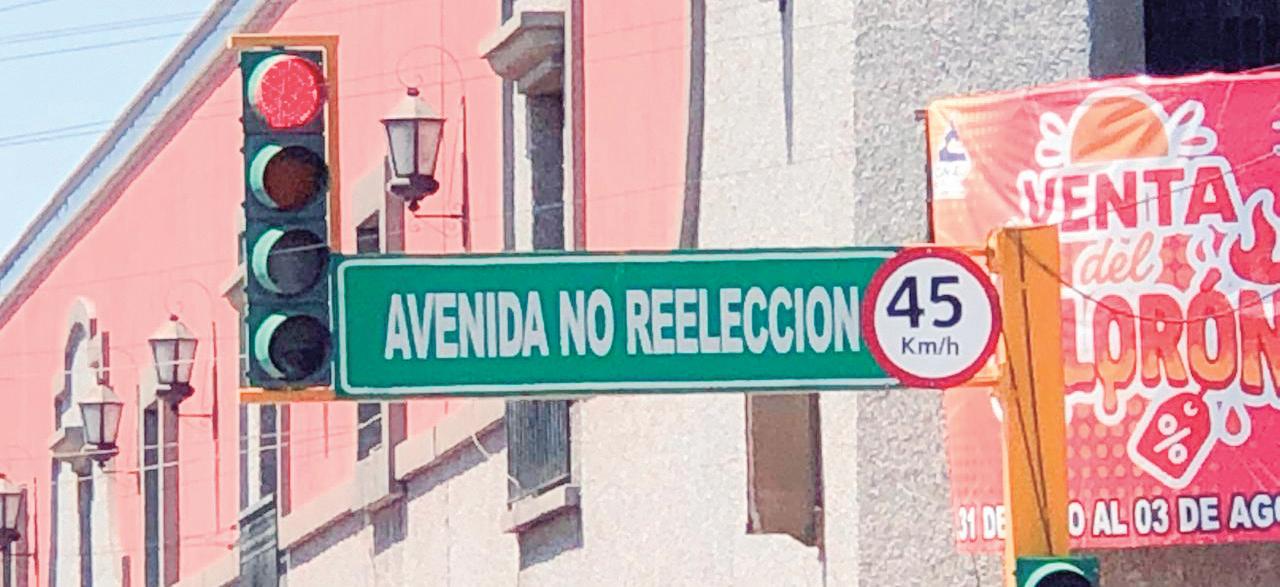 AVENIDA NO REELECCION
45
Km/h
VENTA
del
%
31 DE
AL 03 DE